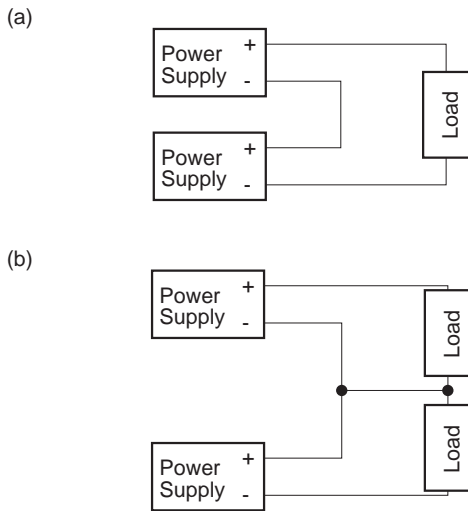 (a)
Power
Supply
+
-
Load
Power
Supply
+
-
(b)
Power
Supply
+
-
Load
Load
Power
Supply
+
-